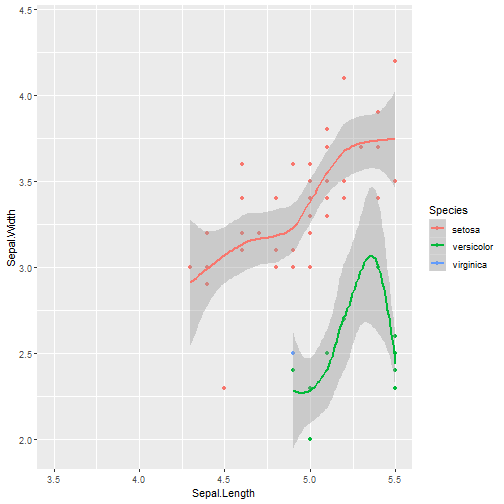 4.5
4.0
3.5
3.0
2.5
2.0
Sepal.Width
3.5 4.0 4.5 5.0 5.5
Sepal.Length
Species
setosa
versicolor
virginica